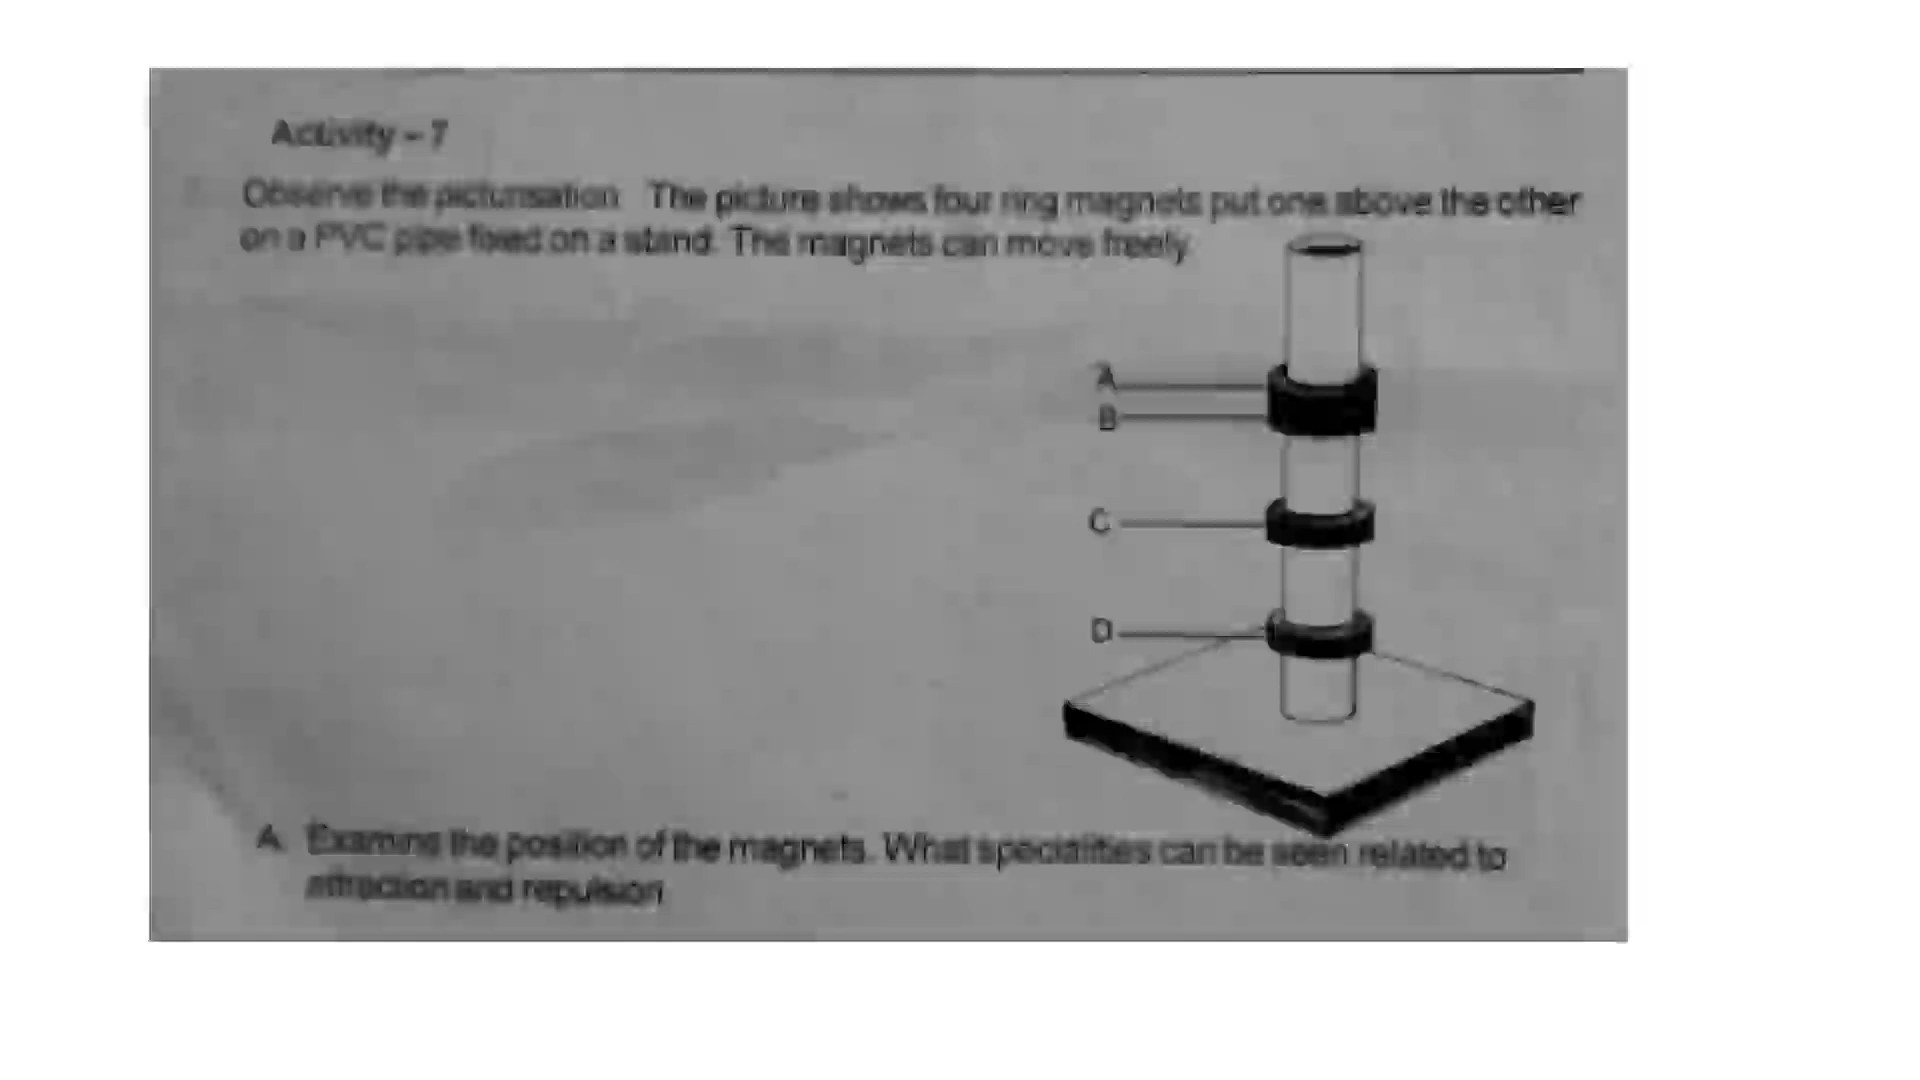 Activity – 7
Observe the picturisation The picture shows four ring magnets put one above the other
on a PVC pipe fixed on a stand. The magnets can move freely
A
B
C
D
A. Examine the position of the magnets. What specialities can be seen related to
attraction and repulsion